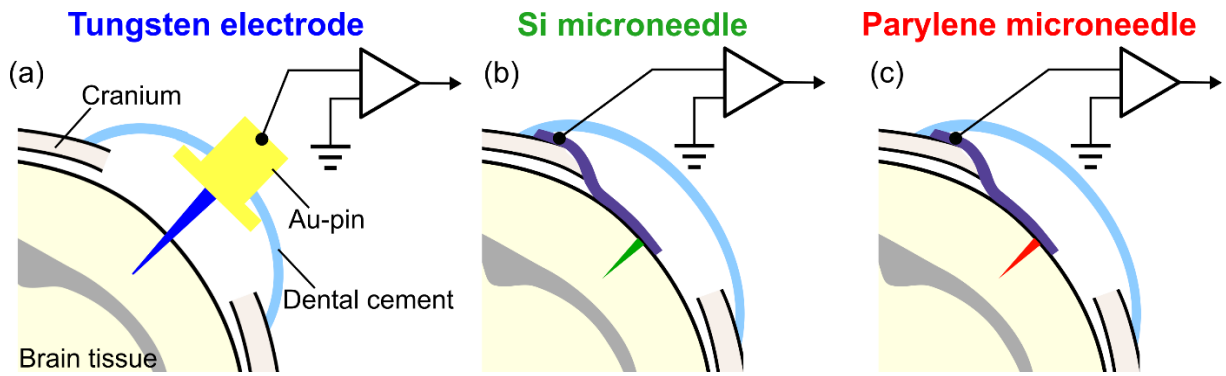 Tungsten electrode
Si microneedle
Parylene microneedle
(a)
(b)
(c)
Cranium
Au-pin
Dental cement
Brain tissue